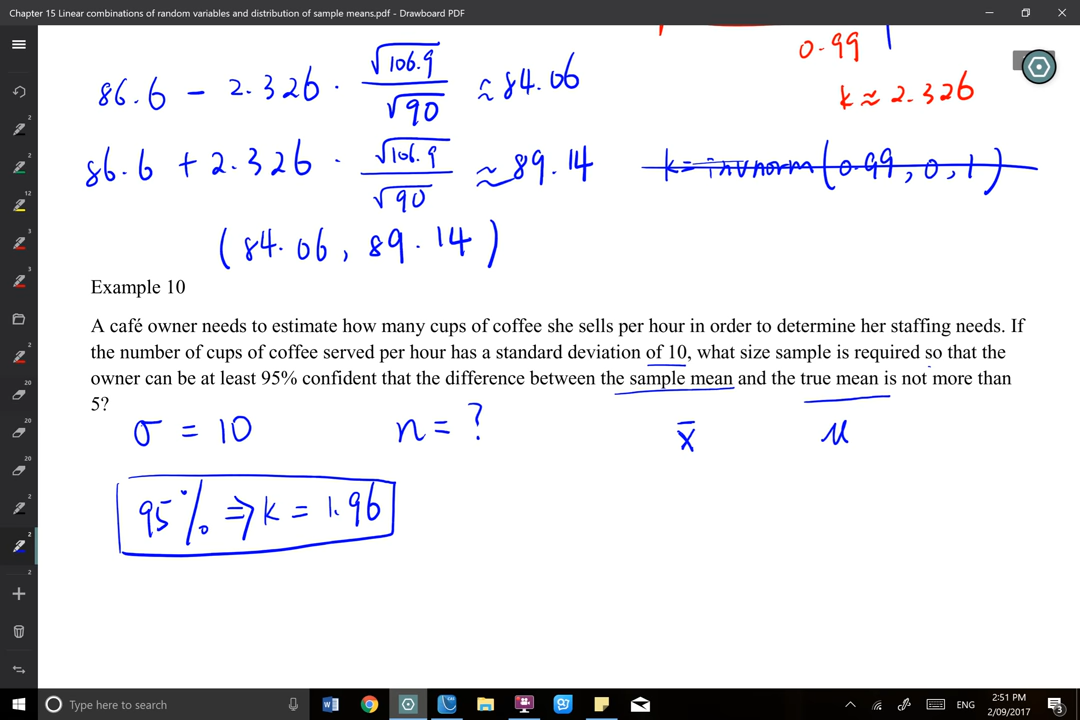 Chapter 15 Linear combinations of random variables and distribution of sample means.pdf - Drawboard PDF
0.99
86.6 - 2.326 · √106.9 / √90 ≈ 84.06
k ≈ 2.326
86.6 + 2.326 · √106.9 / √90 ≈ 89.14
k = invnorm(0.99, 0, 1)
(84.06, 89.14)
Example 10
A café owner needs to estimate how many cups of coffee she sells per hour in order to determine her staffing needs. If
the number of cups of coffee served per hour has a standard deviation of 10, what size sample is required so that the
owner can be at least 95% confident that the difference between the sample mean and the true mean is not more than
5?
σ = 10 n = ? x̄ μ
95% ⇒ k = 1.96
Type here to search
ENG
2:51 PM
2/09/2017